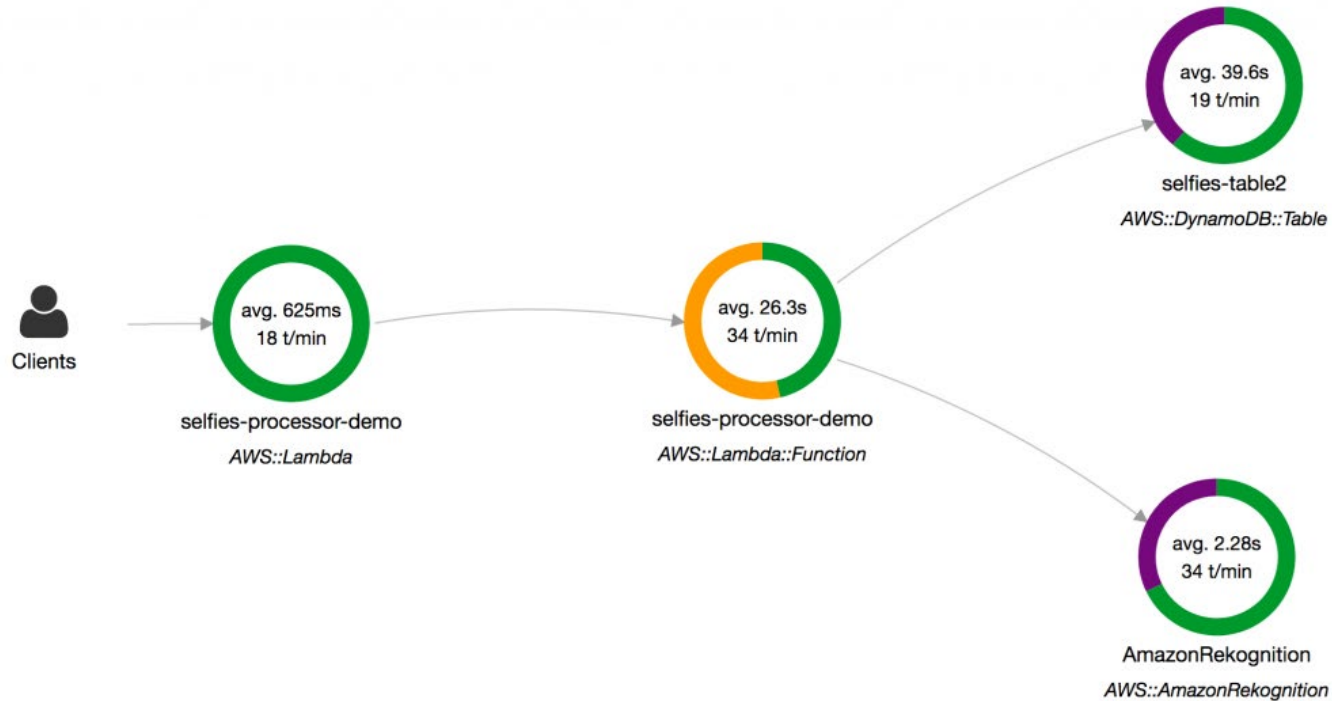 avg. 39.6s
19 t/min
selfies-table2
AWS::DynamoDB::Table
Clients
avg. 625ms
18 t/min
selfies-processor-demo
AWS::Lambda
avg. 26.3s
34 t/min
selfies-processor-demo
AWS::Lambda::Function
avg. 2.28s
34 t/min
AmazonRekognition
AWS::AmazonRekognition